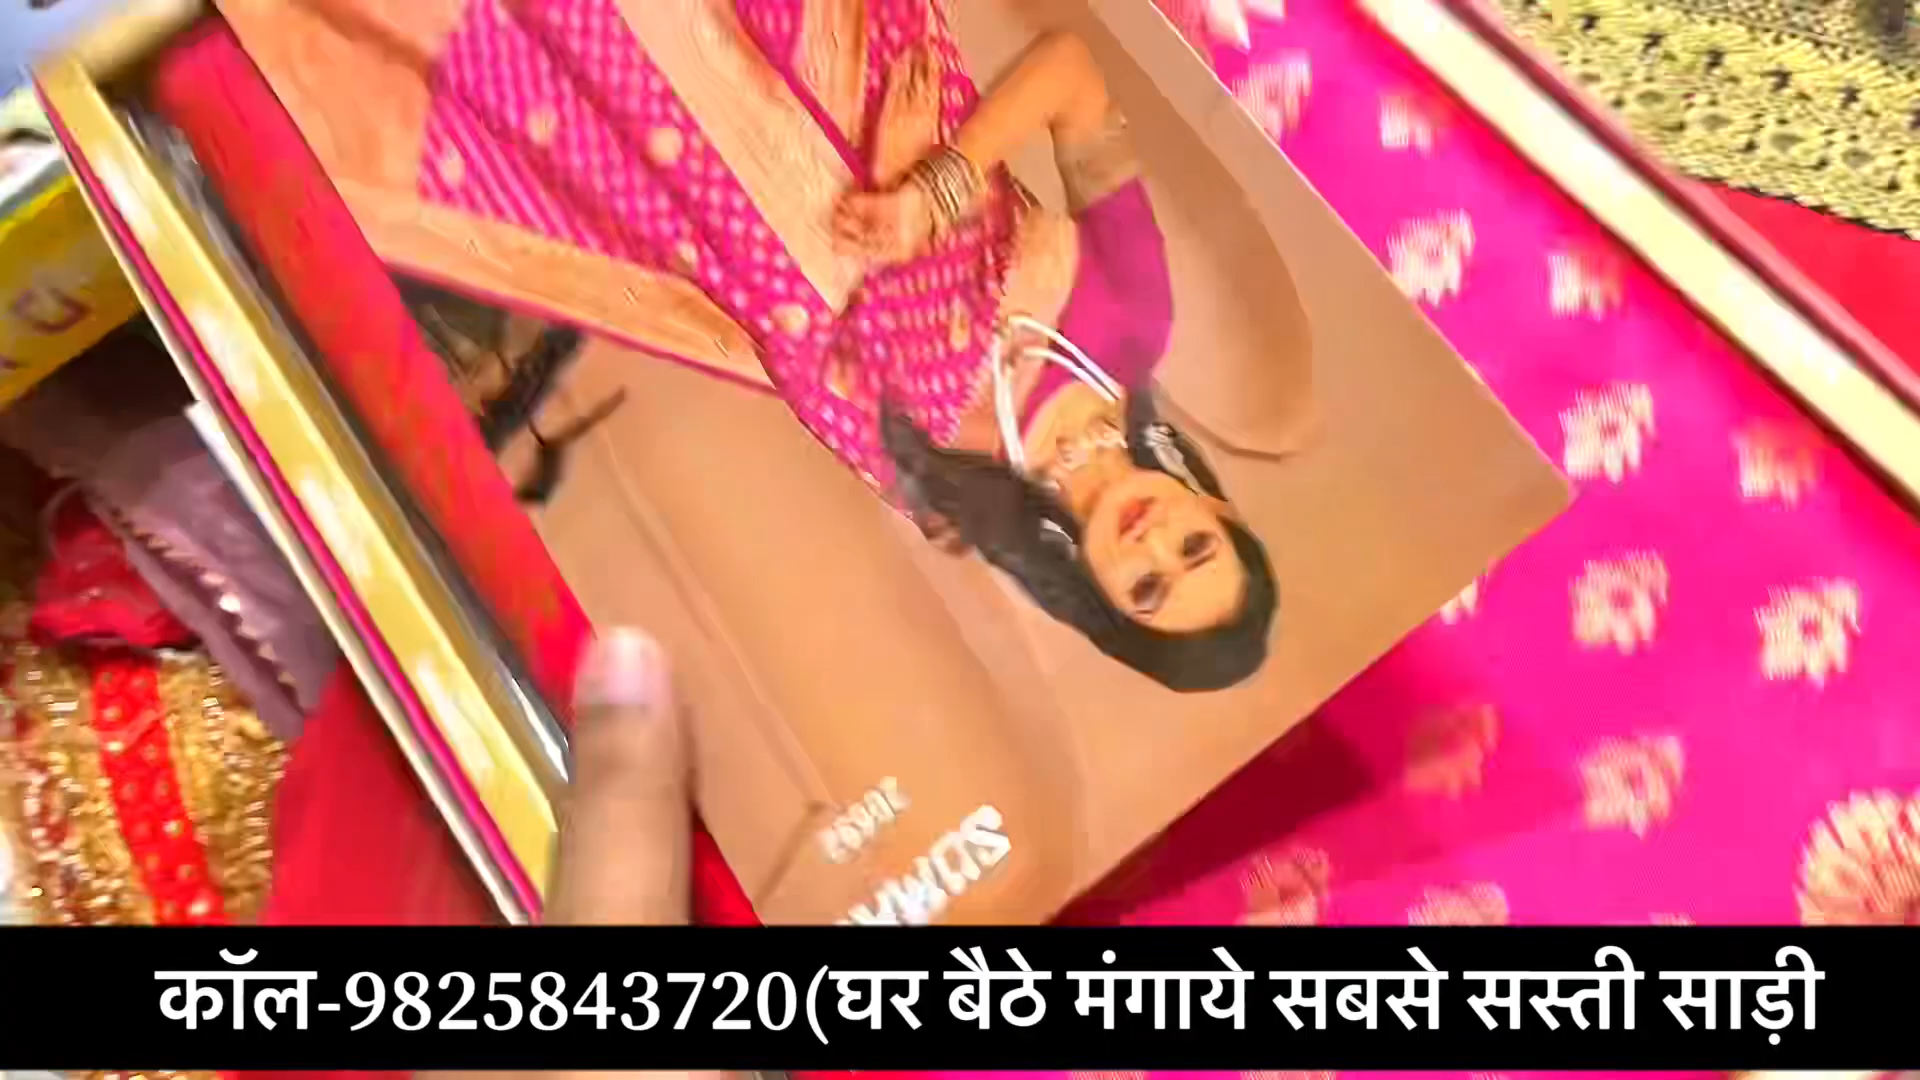 कॉल-9825843720(घर बैठे मंगाये सबसे सस्ती साड़ी